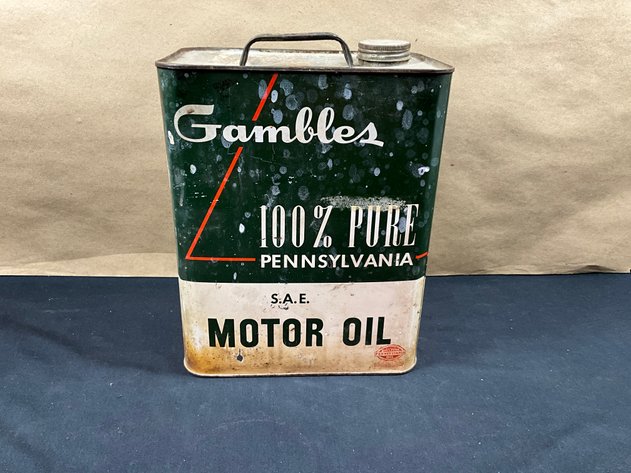 Gambles
100% PURE
PENNSYLVANIA
S.A.E.
MOTOR OIL